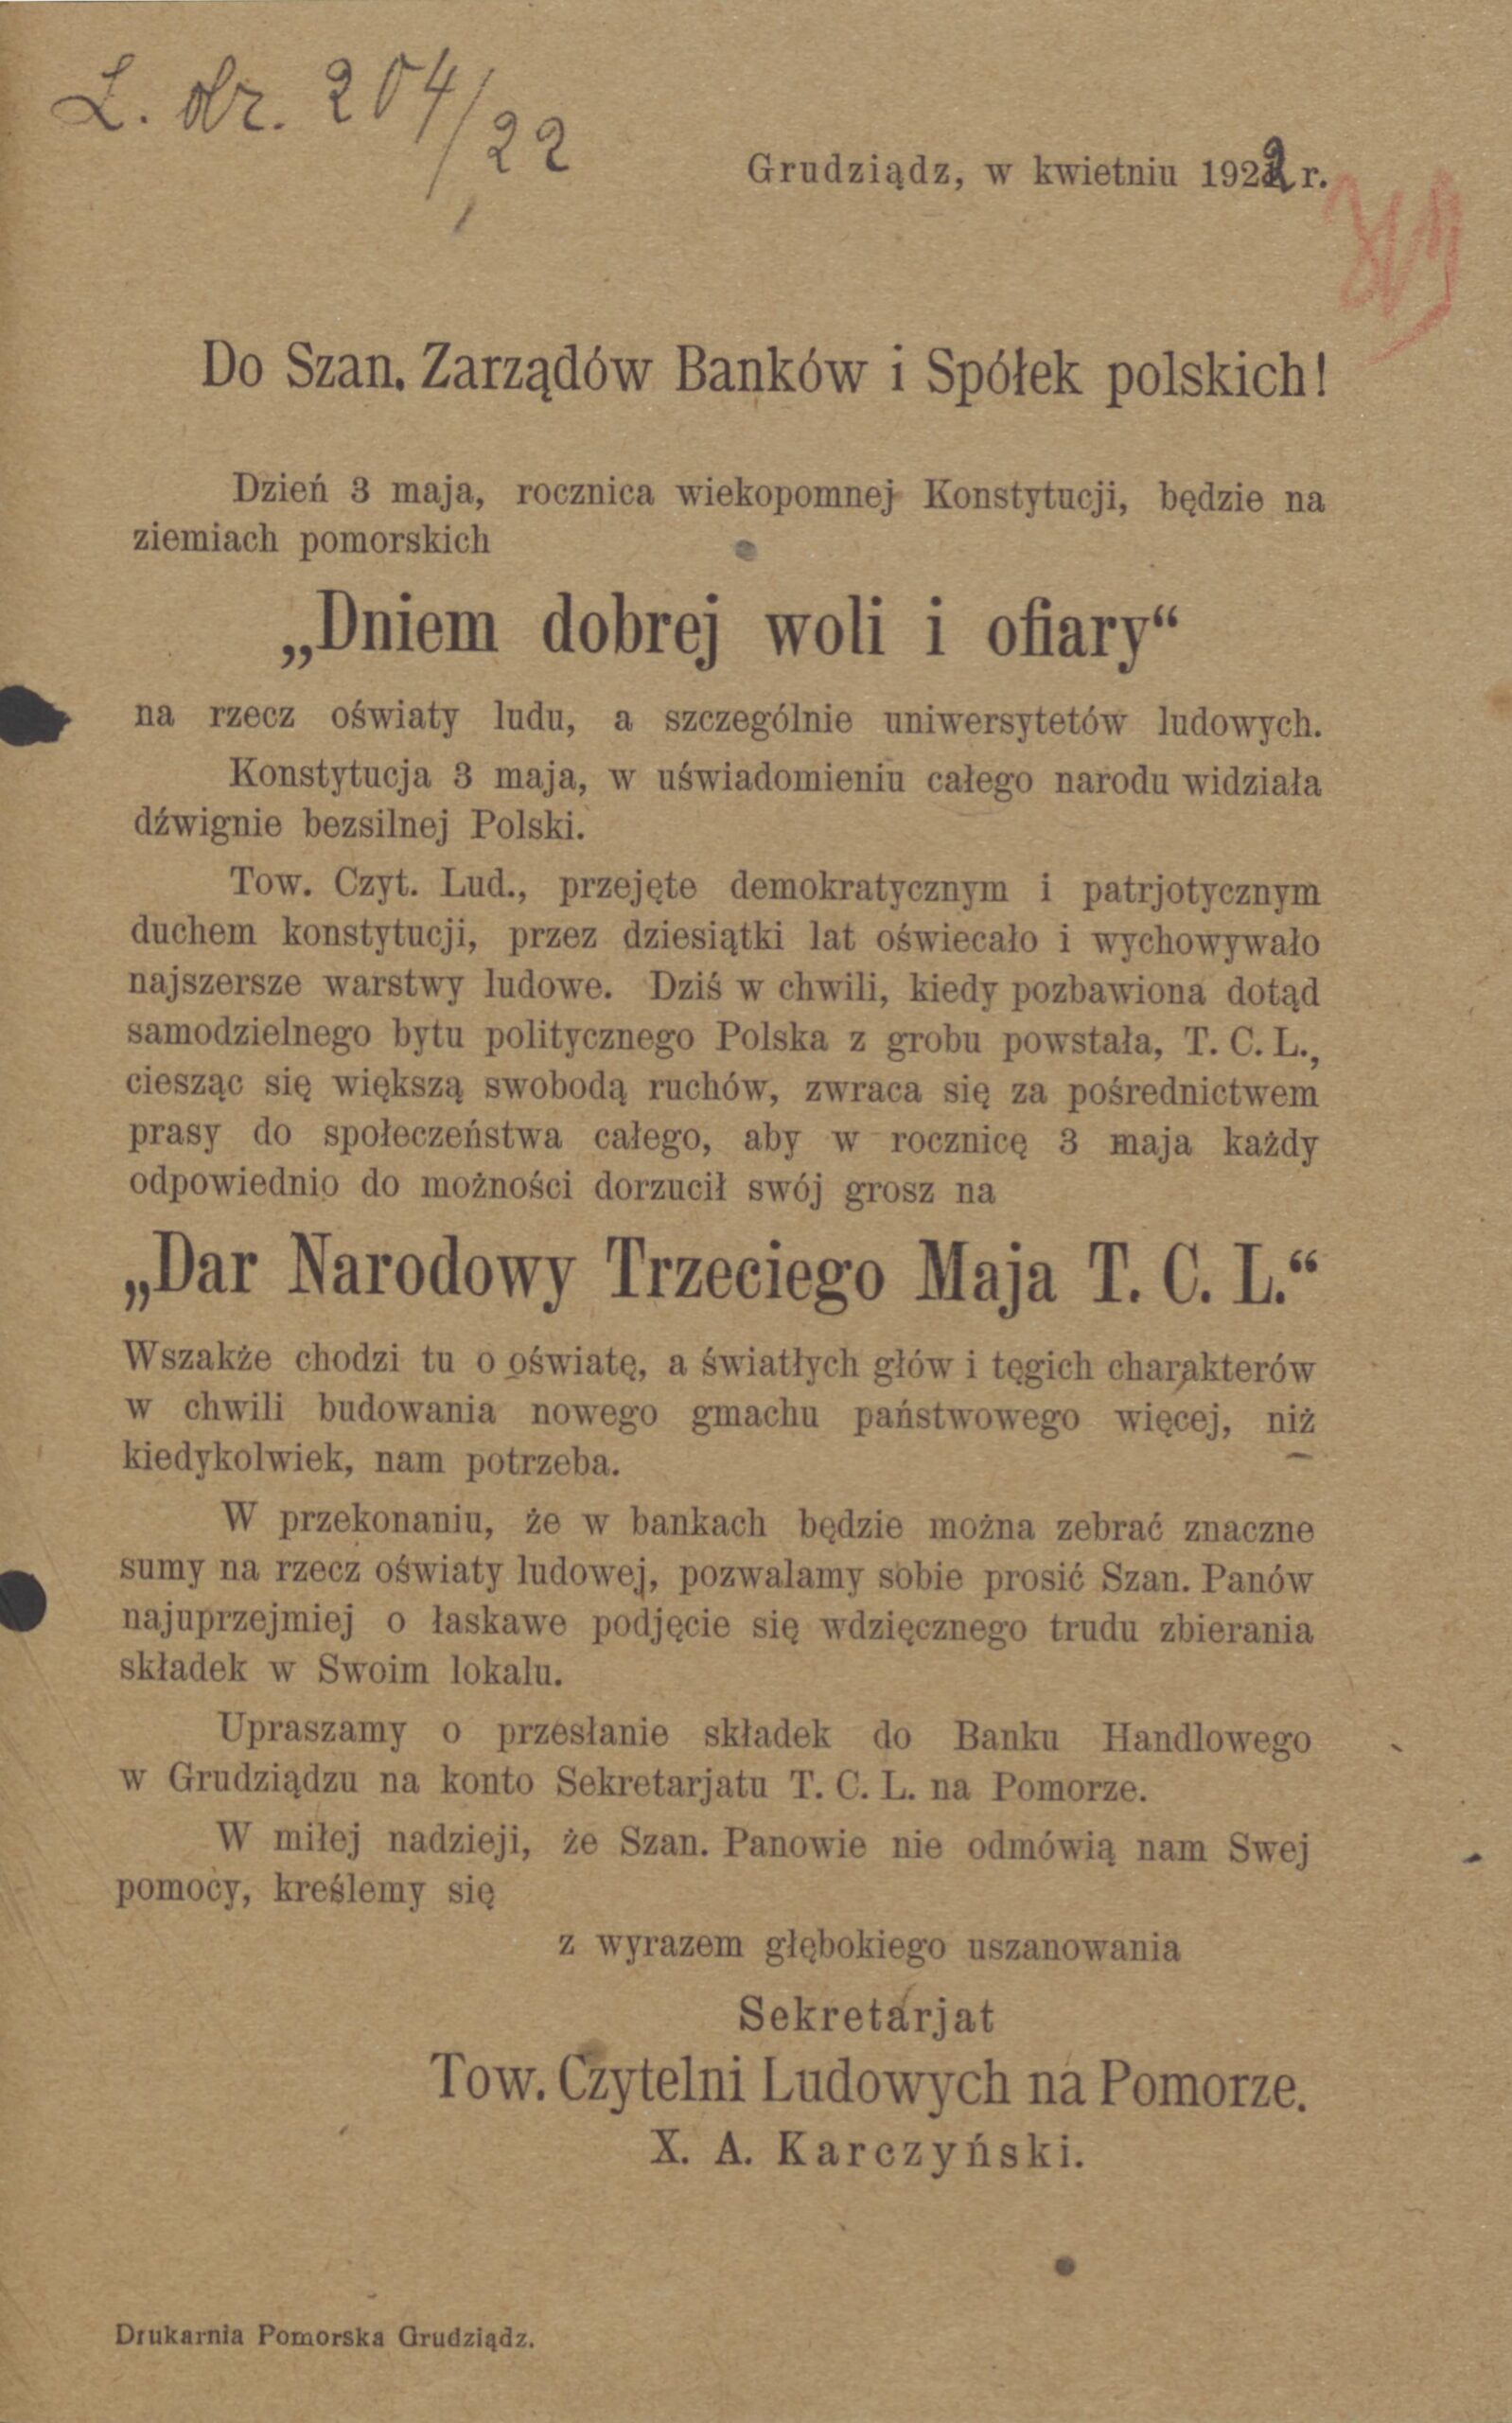 L. dz. 204/22
Grudziądz, w kwietniu 1922 r.
Do Szan. Zarządów Banków i Spółek polskich!
Dzień 3 maja, rocznica wiekopomnej Konstytucji, będzie na
ziemiach pomorskich
„Dniem dobrej woli i ofiary“
na rzecz oświaty ludu, a szczególnie uniwersytetów ludowych.
Konstytucja 3 maja, w uświadomieniu całego narodu widziała
dźwignie bezsilnej Polski.
Tow. Czyt. Lud., przejęte demokratycznym i patrjotycznym
duchem konstytucji, przez dziesiątki lat oświecało i wychowywało
najszersze warstwy ludowe. Dziś w chwili, kiedy pozbawiona dotąd
samodzielnego bytu politycznego Polska z grobu powstała, T. C. L.,
ciesząc się większą swobodą ruchów, zwraca się za pośrednictwem
prasy do społeczeństwa całego, aby w rocznicę 3 maja każdy
odpowiednio do możności dorzucił swój grosz na
„Dar Narodowy Trzeciego Maja T. C. L.“
Wszakże chodzi tu o oświatę, a światłych głów i tęgich charakterów
w chwili budowania nowego gmachu państwowego więcej, niż
kiedykolwiek, nam potrzeba.
W przekonaniu, że w bankach będzie można zebrać znaczne
sumy na rzecz oświaty ludowej, pozwalamy sobie prosić Szan. Panów
najuprzejmiej o łaskawe podjęcie się wdzięcznego trudu zbierania
składek w Swoim lokalu.
Upraszamy o przesłanie składek do Banku Handlowego
w Grudziądzu na konto Sekretarjatu T. C. L. na Pomorze.
W miłej nadzieji, że Szan. Panowie nie odmówią nam Swej
pomocy, kreślemy się
z wyrazem głębokiego uszanowania
Sekretarjat
Tow. Czytelni Ludowych na Pomorze.
X. A. Karczyński.
Drukarnia Pomorska Grudziądz.